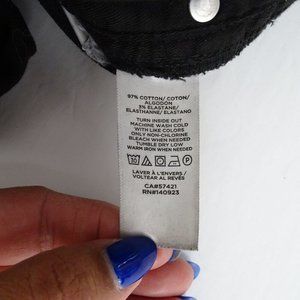 97% COTTON/ COTON/
ALGODÓN
3% ELASTANE/
ÉLASTHANNE/ ELASTANO
TURN INSIDE OUT
MACHINE WASH COLD
WITH LIKE COLORS
ONLY NON-CHLORINE
BLEACH WHEN NEEDED
TUMBLE DRY LOW
WARM IRON WHEN NEEDED
LAVER À L'ENVERS /
VOLTEAR AL REVÉS
CA#57421
RN#140923